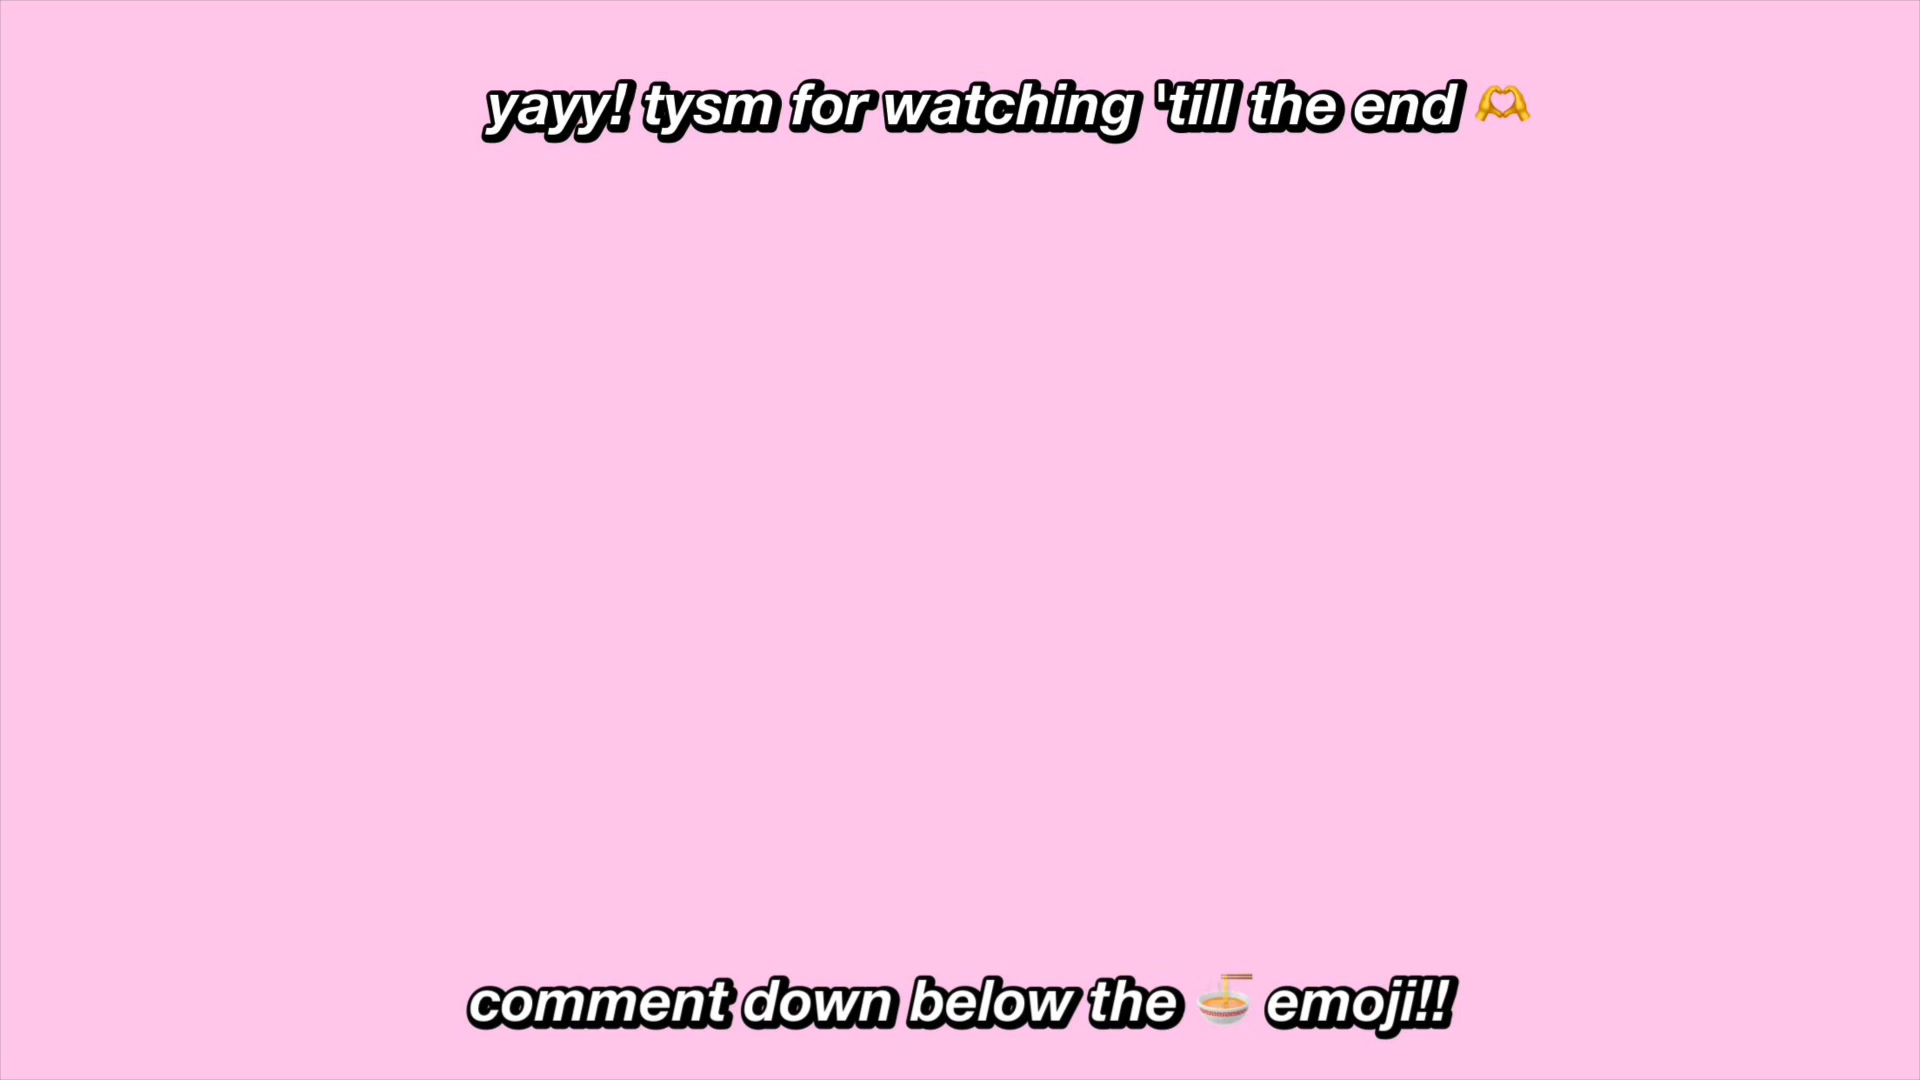 yayy! tysm for watching 'till the end 🫶
comment down below the 🍜 emoji!!